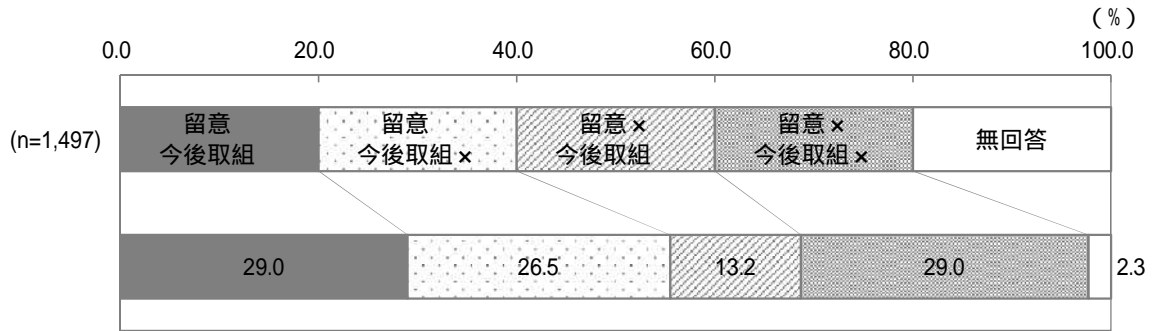 (%)
0.0 20.0 40.0 60.0 80.0 100.0
(n=1,497)
留意 留意 留意× 留意× 無回答
今後取組 今後取組× 今後取組 今後取組×
29.0 26.5 13.2 29.0 2.3